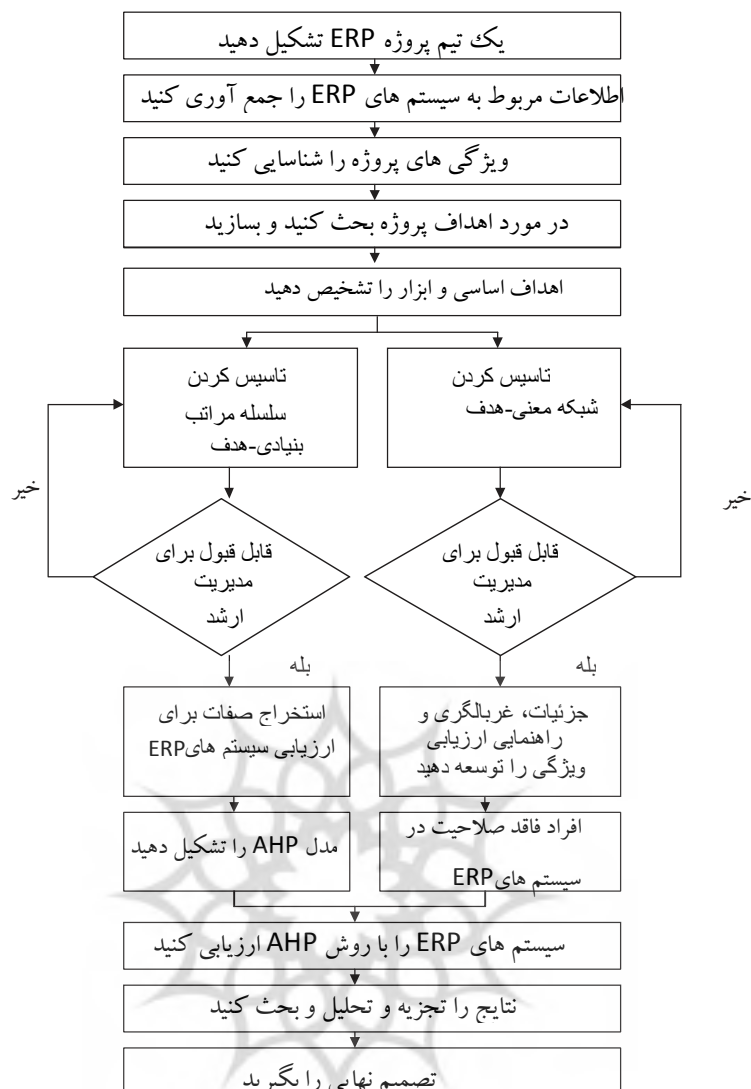 یک تیم پروژه ERP تشکیل دهید
اطلاعات مربوط به سیستم های ERP را جمع آوری کنید
ویژگی های پروژه را شناسایی کنید
در مورد اهداف پروژه بحث کنید و بسازید
اهداف اساسی و ابزار را تشخیص دهید
تاسیس کردن
شبکه معنی-هدف
تاسیس کردن
سلسله مراتب
بنیادی-هدف
خیر
خیر
قابل قبول برای
مدیریت
ارشد
قابل قبول برای
مدیریت
ارشد
بله
بله
جزئیات، غربالگری و
راهنمایی ارزیابی
ویژگی را توسعه دهید
استخراج صفات برای
ارزیابی سیستم هایERP
افراد فاقد صلاحیت در
سیستم هایERP
مدل AHP را تشکیل دهید
سیستم های ERP را با روش AHP ارزیابی کنید
نتایج را تجزیه و تحلیل و بحث کنید
تصمیم نهایی را بگیرید